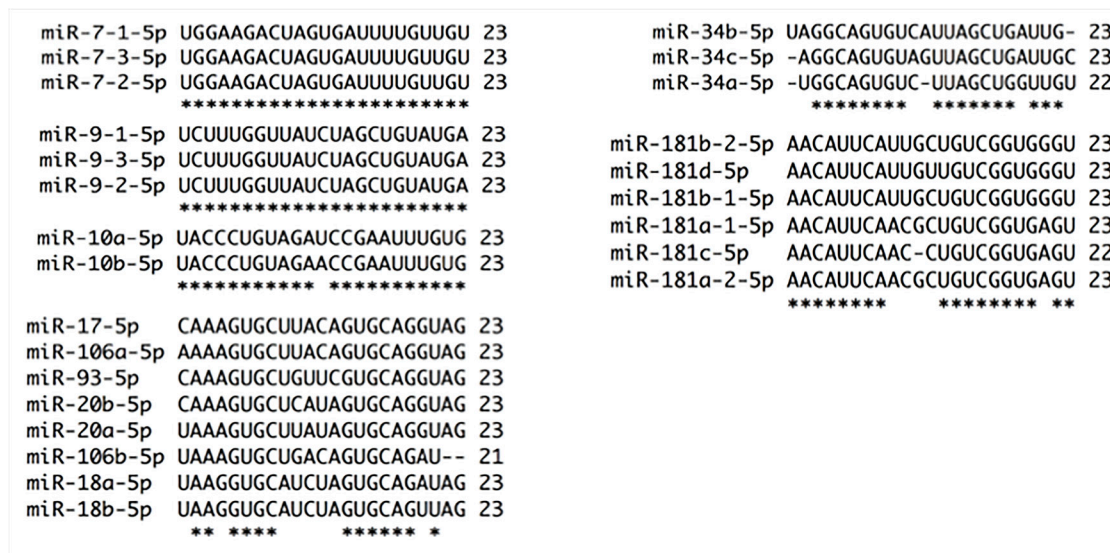 miR-7-1-5p UGGAAGACUAGUGAUUUUGUUGU 23
miR-7-3-5p UGGAAGACUAGUGAUUUUGUUGU 23
miR-7-2-5p UGGAAGACUAGUGAUUUUGUUGU 23
***********************
miR-9-1-5p UCUUUGGUUAUCUAGCUGUAUGA 23
miR-9-3-5p UCUUUGGUUAUCUAGCUGUAUGA 23
miR-9-2-5p UCUUUGGUUAUCUAGCUGUAUGA 23
***********************
miR-10a-5p UACCCUGUAGAUCCGAAUUUGUG 23
miR-10b-5p UACCCUGUAGAACCGAAUUUGUG 23
*********** ***********
miR-17-5p CAAAGUGCUUACAGUGCAGGUAG 23
miR-106a-5p AAAAGUGCUUACAGUGCAGGUAG 23
miR-93-5p CAAAGUGCUGUUCGUGCAGGUAG 23
miR-20b-5p CAAAGUGCUCAUAGUGCAGGUAG 23
miR-20a-5p UAAAGUGCUUAUAGUGCAGGUAG 23
miR-106b-5p UAAAGUGCUGACAGUGCAGAU-- 21
miR-18a-5p UAAGGUGCAUCUAGUGCAGAUAG 23
miR-18b-5p UAAGGUGCAUCUAGUGCAGUUAG 23
** **** ****** *
miR-34b-5p UAGGCAGUGUCAUUAGCUGAUUG- 23
miR-34c-5p -AGGCAGUGUAGUUAGCUGAUUGC 23
miR-34a-5p -UGGCAGUGUC-UUAGCUGGUUGU 22
******** ******* ***
miR-181b-2-5p AACAUUCAUUGCUGUCGGUGGGU 23
miR-181d-5p AACAUUCAUUGUUGUCGGUGGGU 23
miR-181b-1-5p AACAUUCAUUGCUGUCGGUGGGU 23
miR-181a-1-5p AACAUUCAACGCUGUCGGUGAGU 23
miR-181c-5p AACAUUCAAC-CUGUCGGUGAGU 22
miR-181a-2-5p AACAUUCAACGCUGUCGGUGAGU 23
******** ******** **